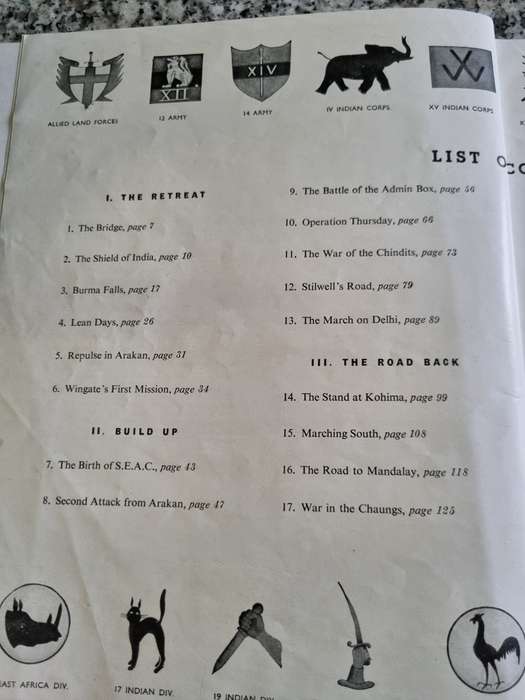 XII
XIV
ALLIED LAND FORCES
12 ARMY
14 ARMY
IV INDIAN CORPS
XV INDIAN CORPS
LIST
I. THE RETREAT
1. The Bridge, page 7
2. The Shield of India, page 10
3. Burma Falls, page 17
4. Lean Days, page 26
5. Repulse in Arakan, page 31
6. Wingate's First Mission, page 34
II. BUILD UP
7. The Birth of S.E.A.C., page 43
8. Second Attack from Arakan, page 47
9. The Battle of the Admin Box, page
10. Operation Thursday, page 66
11. The War of the Chindits, page 73
12. Stilwell's Road, page 79
13. The March on Delhi, page 89
III. THE ROAD BACK
14. The Stand at Kohima, page 99
15. Marching South, page 108
16. The Road to Mandalay, page 118
17. War in the Chaungs, page 125
EAST AFRICA DIV.
17 INDIAN DIV.
19 INDIAN DIV.